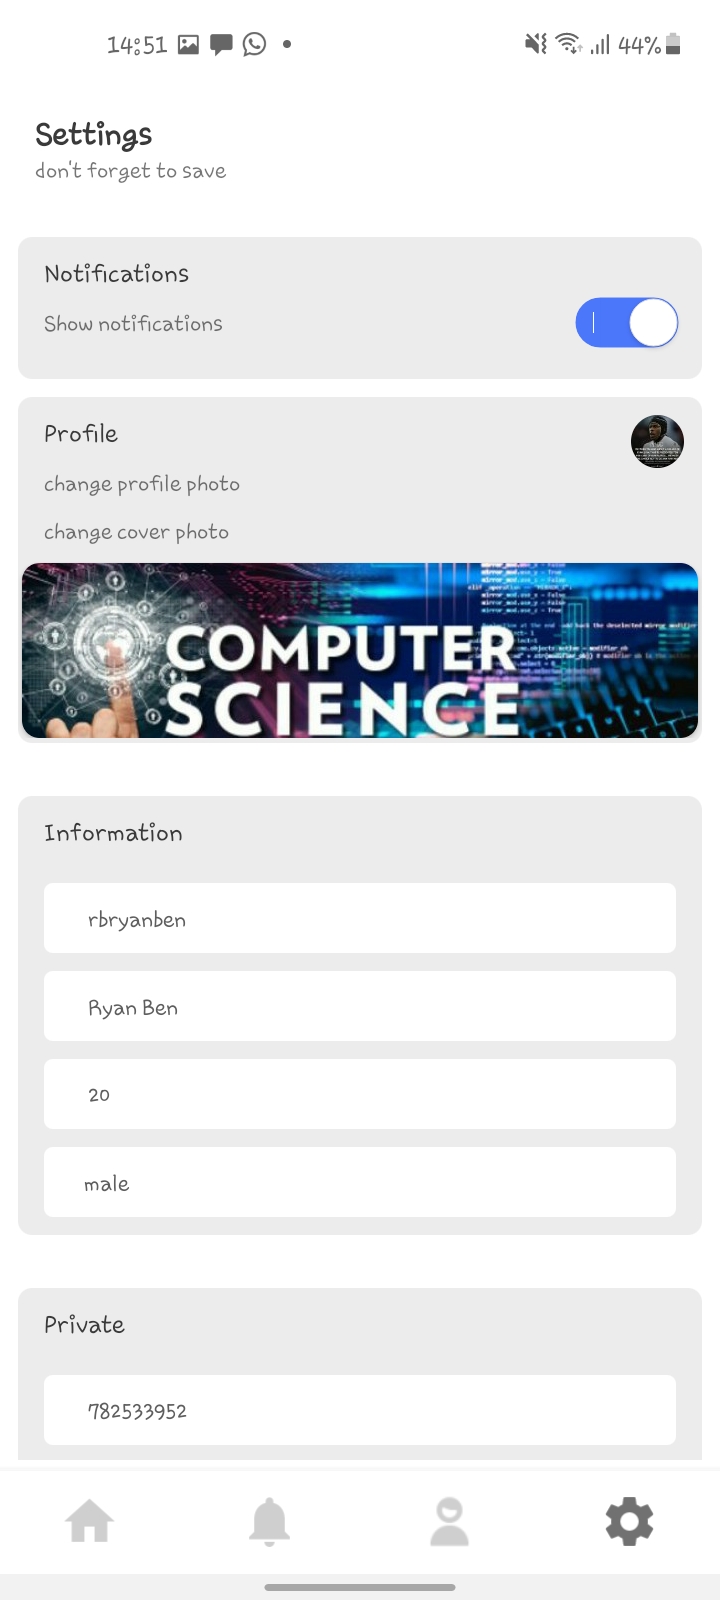 14:51
44%
Settings
don't forget to save
Notifications
Show notifications
Profile
change profile photo
change cover photo
COMPUTER
SCIENCE
Information
rbryanben
Ryan Ben
20
male
Private
782533952